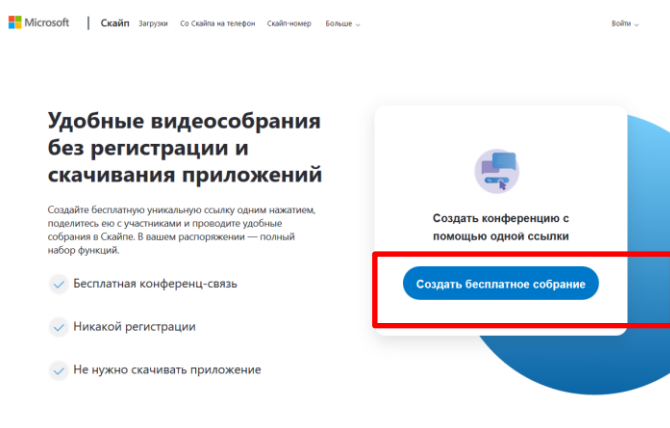 Microsoft | Скайп Загрузки Со Скайпа на телефон Скайп-номер Больше Войти
Удобные видеособрания
без регистрации и
скачивания приложений
Создайте бесплатную уникальную ссылку одним нажатием,
поделитесь ею с участниками и проводите удобные
собрания в Скайпе. В вашем распоряжении — полный
набор функций.
Бесплатная конференц-связь
Никакой регистрации
Не нужно скачивать приложение
Создать конференцию с
помощью одной ссылки
Создать бесплатное собрание